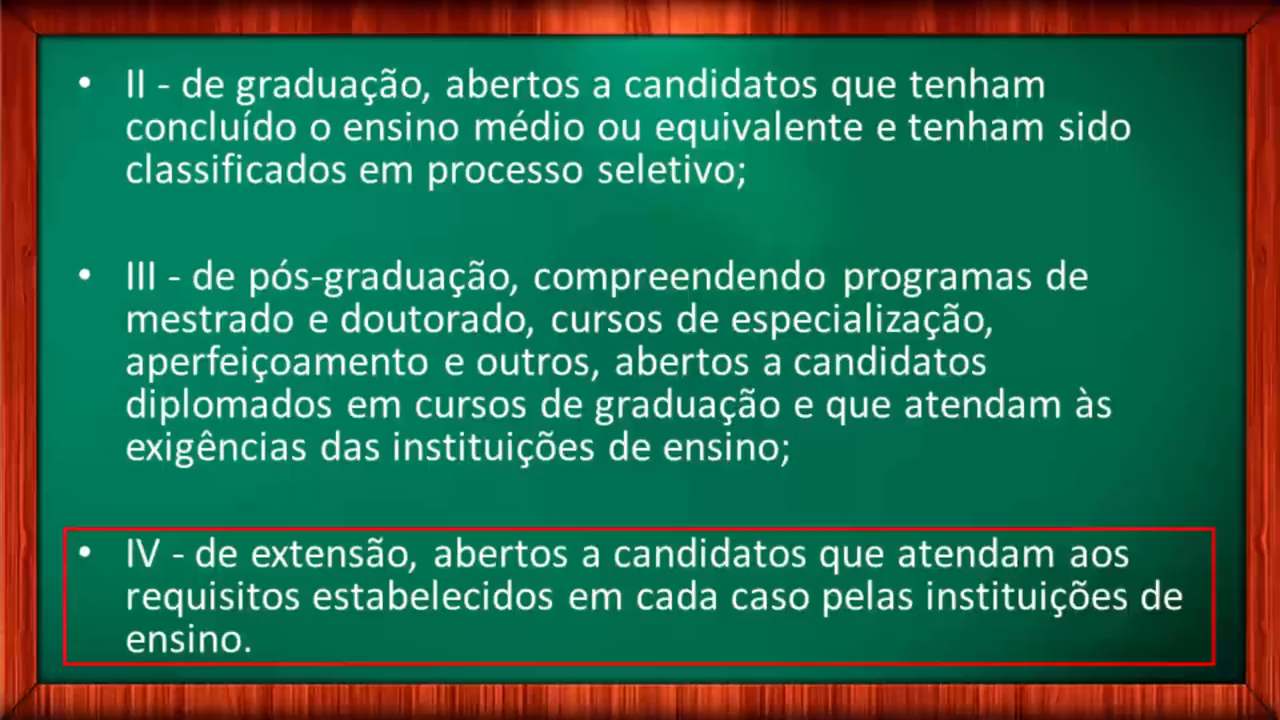 • II - de graduação, abertos a candidatos que tenham
concluído o ensino médio ou equivalente e tenham sido
classificados em processo seletivo;
• III - de pós-graduação, compreendendo programas de
mestrado e doutorado, cursos de especialização,
aperfeiçoamento e outros, abertos a candidatos
diplomados em cursos de graduação e que atendam às
exigências das instituições de ensino;
• IV - de extensão, abertos a candidatos que atendam aos
requisitos estabelecidos em cada caso pelas instituições de
ensino.